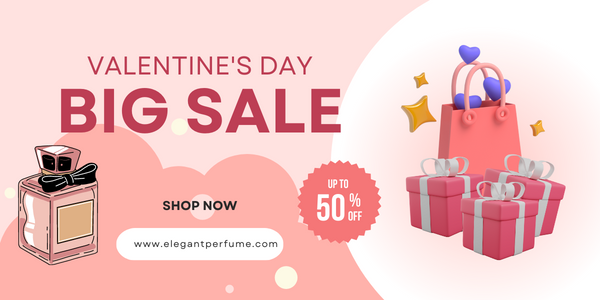 VALENTINE'S DAY
BIG SALE
SHOP NOW
www.elegantperfume.com
UP TO
50%
OFF